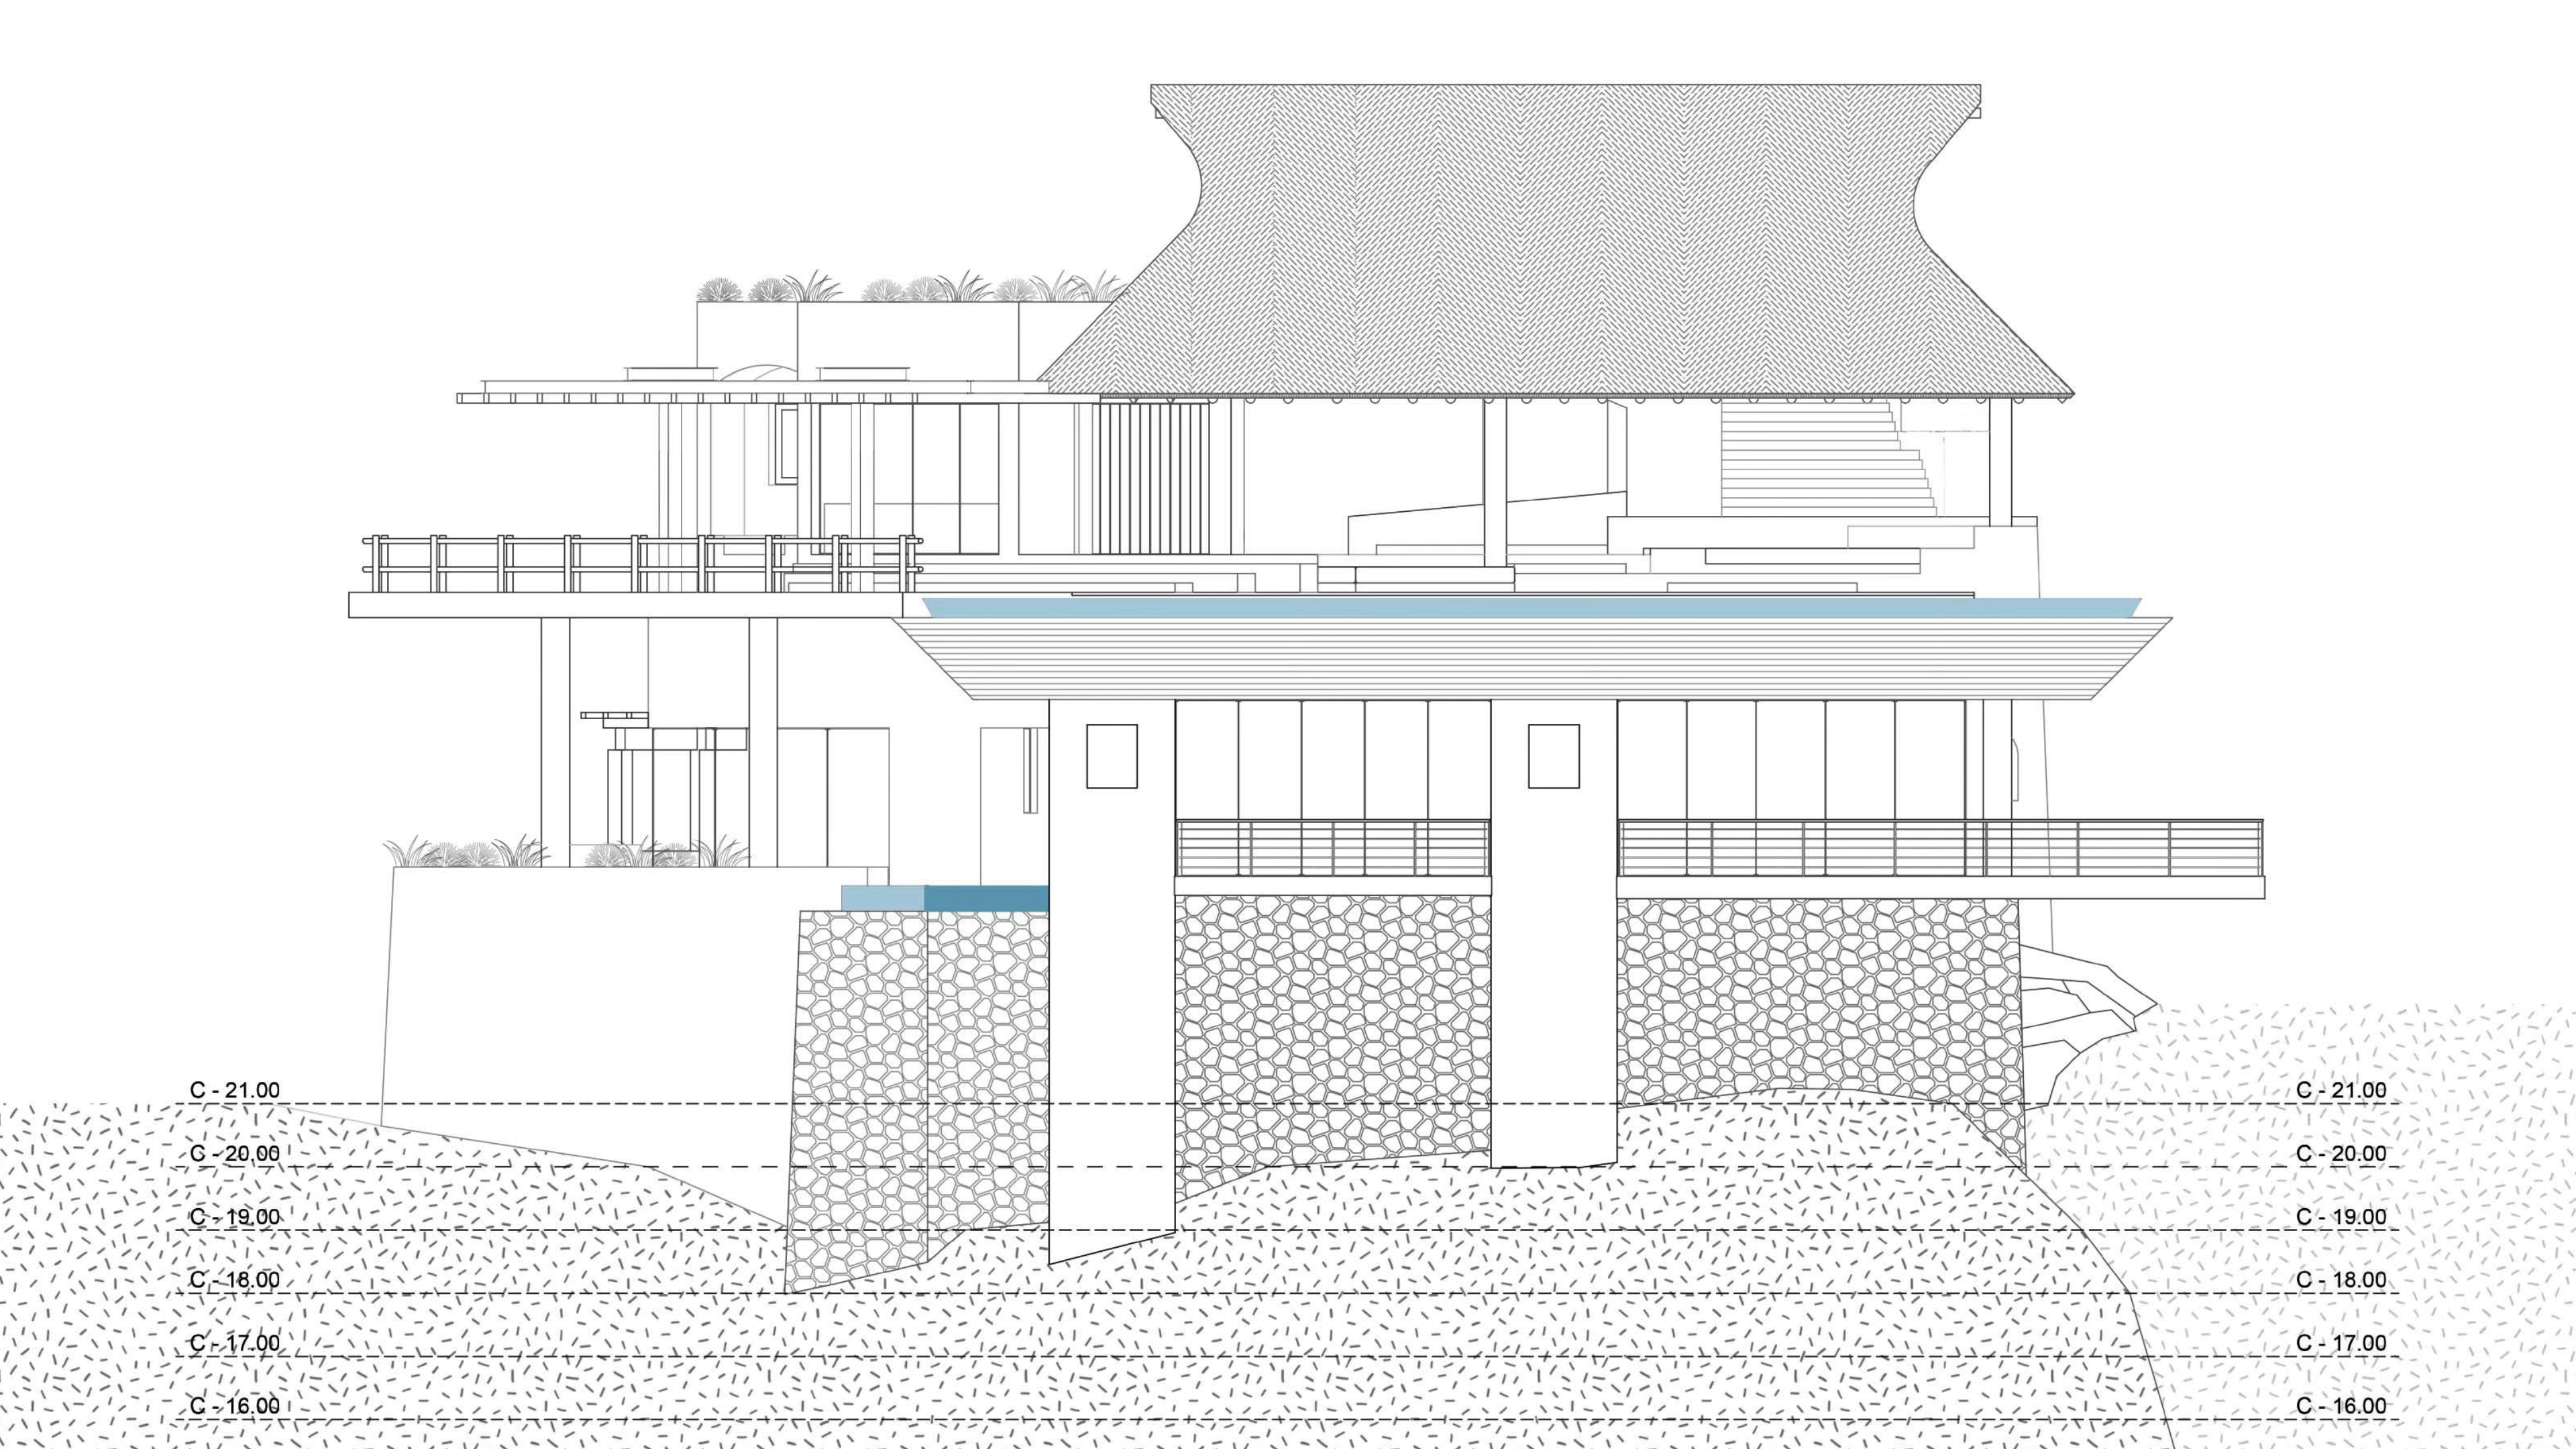 C - 21.00 C - 21.00
C - 20.00 C - 20.00
C - 19.00 C - 19.00
C - 18.00 C - 18.00
C - 17.00 C - 17.00
C - 16.00 C - 16.00